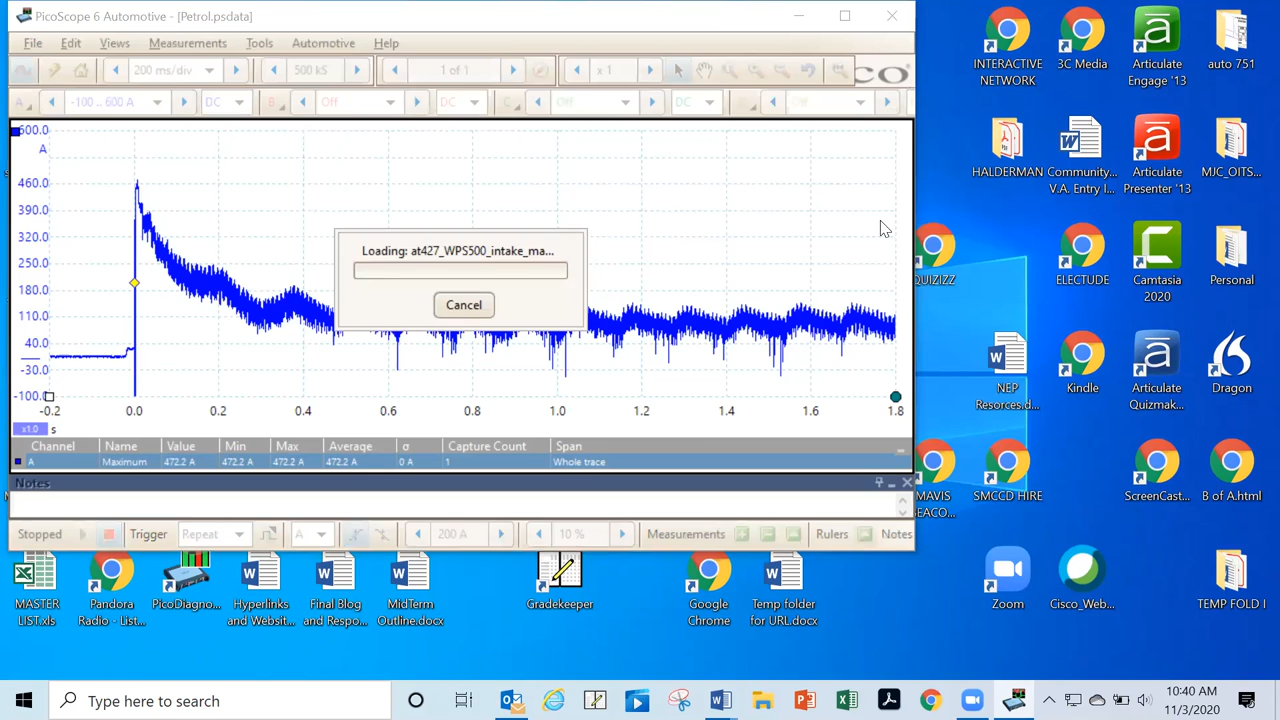 PicoScope 6 Automotive - [Petrol.psdata]
File Edit Views Measurements Tools Automotive Help
200 ms/div 500 kS 1 of 1 x 1
A -100 .. 600 A DC B Off DC C Off DC Off
600.0
A
460.0
390.0
320.0
250.0
180.0
110.0
40.0
-30.0
-100.0
-0.2 0.0 0.2 0.4 0.6 0.8 1.0 1.2 1.4 1.6 1.8
x1.0 s
Loading: at427_WPS500_intake_ma...
Cancel
Channel Name Value Min Max Average σ Capture Count Span
A Maximum 472.2 A 472.2 A 472.2 A 472.2 A 0 A 1 Whole trace
Notes
Stopped Trigger Repeat A 200 A 10 % Measurements Rulers Notes
INTERACTIVE NETWORK
3C Media
Articulate Engage '13
auto 751
HALDERMAN
Community... V.A. Entry I...
Articulate Presenter '13
MJC_OITS...
QUIZIZZ
ELECTUDE
Camtasia 2020
Personal
NEP Resorces.d...
Kindle
Articulate Quizmak...
Dragon
MAVIS BEACO...
SMCCD HIRE
ScreenCast...
B of A.html
MASTER LIST.xls
Pandora Radio - List...
PicoDiagno...
Hyperlinks and Websit...
Final Blog and Respo...
MidTerm Outline.docx
Gradekeeper
Google Chrome
Temp folder for URL.docx
Zoom
Cisco_Web...
TEMP FOLD I
Type here to search
10:40 AM
11/3/2020